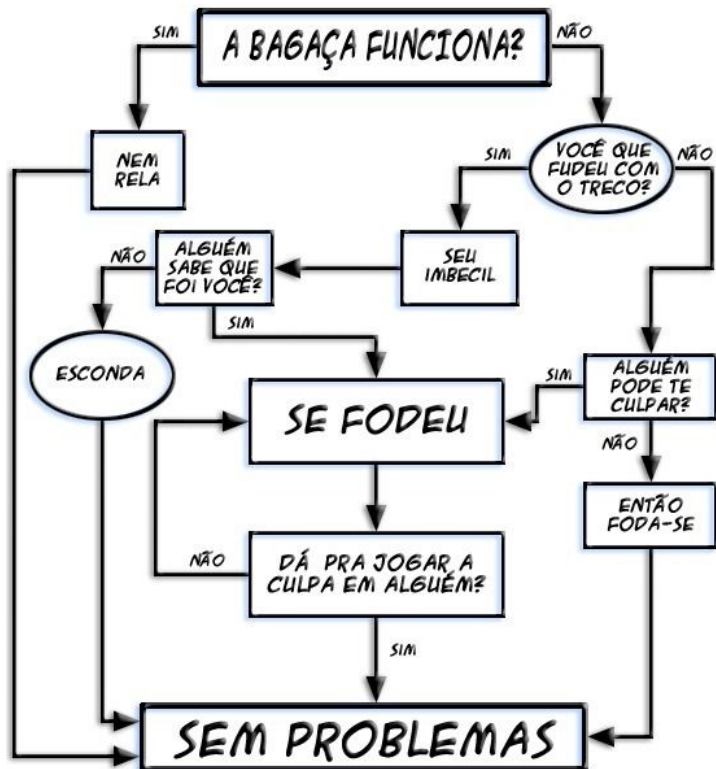 A BAGAÇA FUNCIONA?
SIM
NÃO
NEM
RELA
VOCÊ QUE
FUDEU COM
O TRECO?
SIM
NÃO
SEU
IMBECIL
ALGUÉM
SABE QUE
FOI VOCÊ?
NÃO
SIM
ESCONDA
SE FODEU
ALGUÉM
PODE TE
CULPAR?
SIM
NÃO
ENTÃO
FODA-SE
DÁ PRA JOGAR A
CULPA EM ALGUÉM?
NÃO
SIM
SEM PROBLEMAS